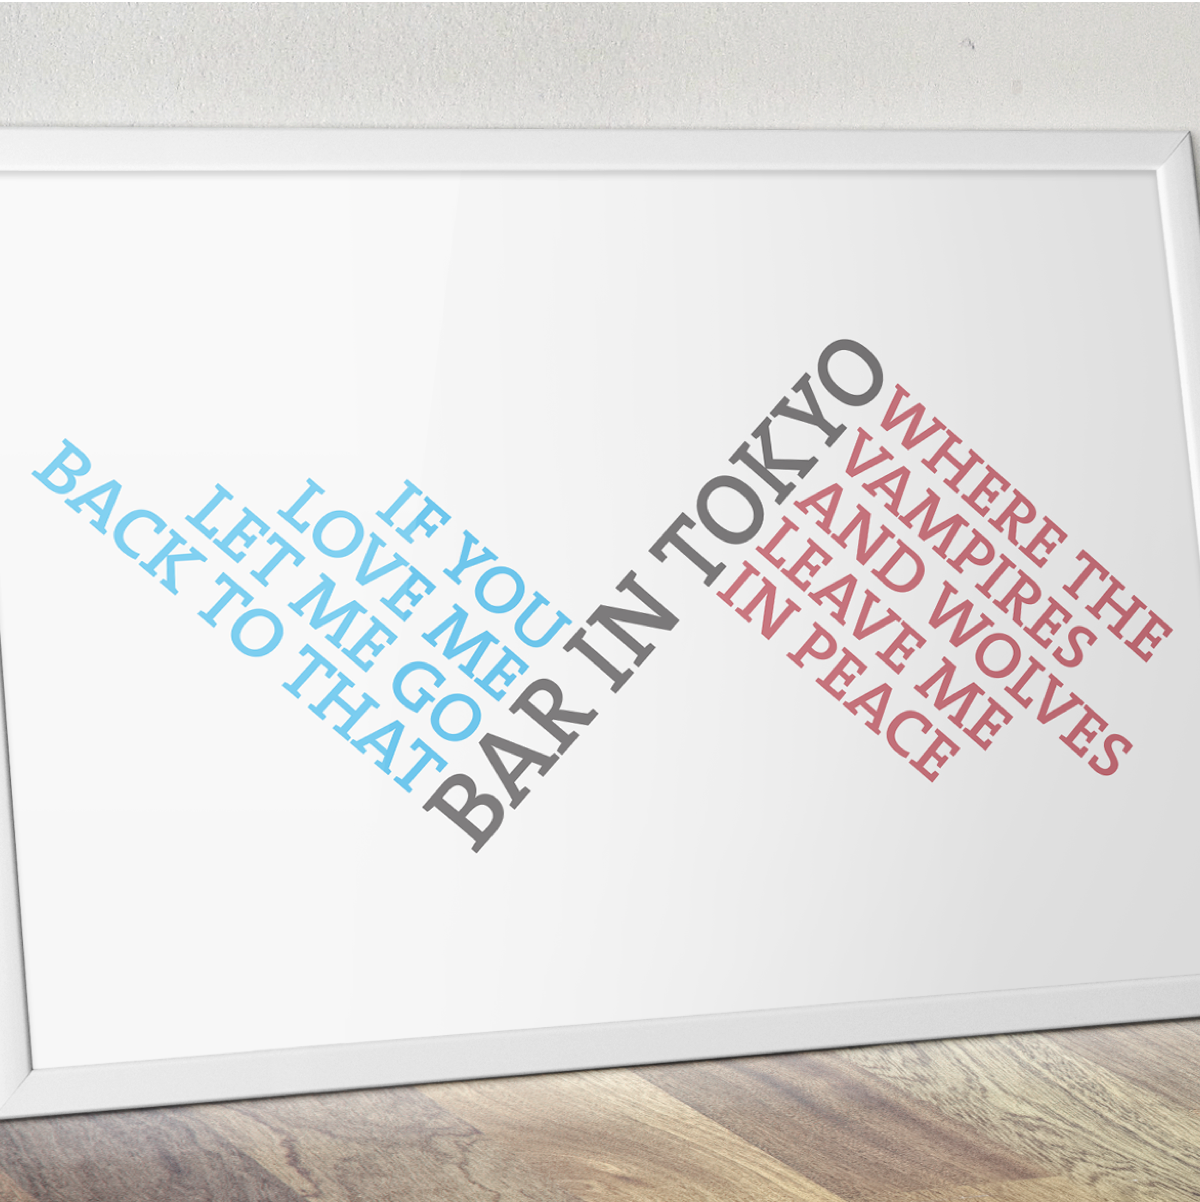 IF YOU
LOVE ME
LET ME GO
BACK TO THAT
BAR IN TOKYO
WHERE THE
VAMPIRES
AND WOLVES
LEAVE ME
IN PEACE